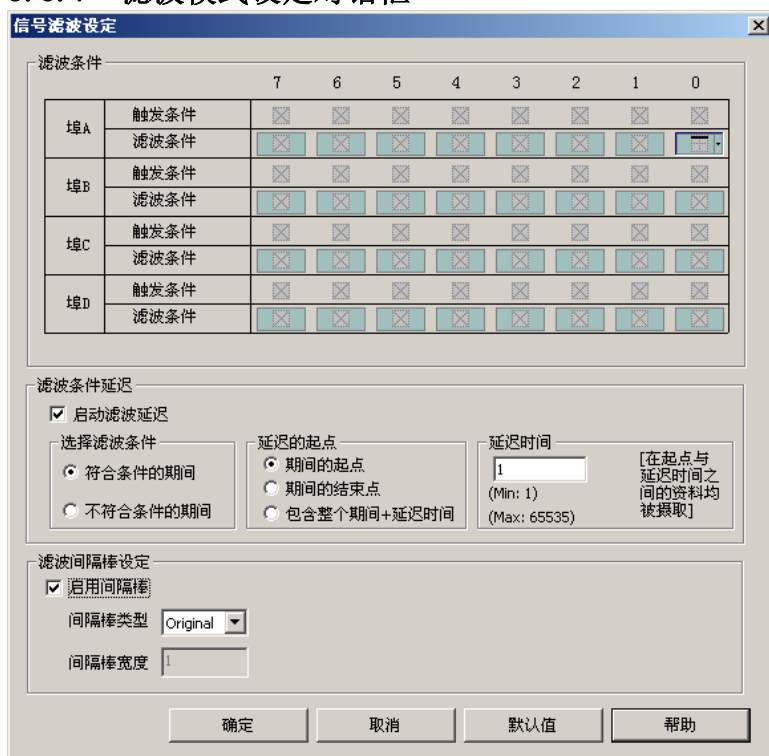 信号滤波设定
滤波条件
7 6 5 4 3 2 1 0
埠A
触发条件
滤波条件
埠B
触发条件
滤波条件
埠C
触发条件
滤波条件
埠D
触发条件
滤波条件
滤波条件延迟
启动滤波延迟
选择滤波条件
符合条件的期间
不符合条件的期间
延迟的起点
期间的起点
期间的结束点
包含整个期间+延迟时间
延迟时间
1
(Min: 1)
(Max: 65535)
[在起点与
延迟时间之
间的资料均
被摄取]
滤波间隔棒设定
启用间隔棒
间隔棒类型 Original
间隔棒宽度 1
确定 取消 默认值 帮助